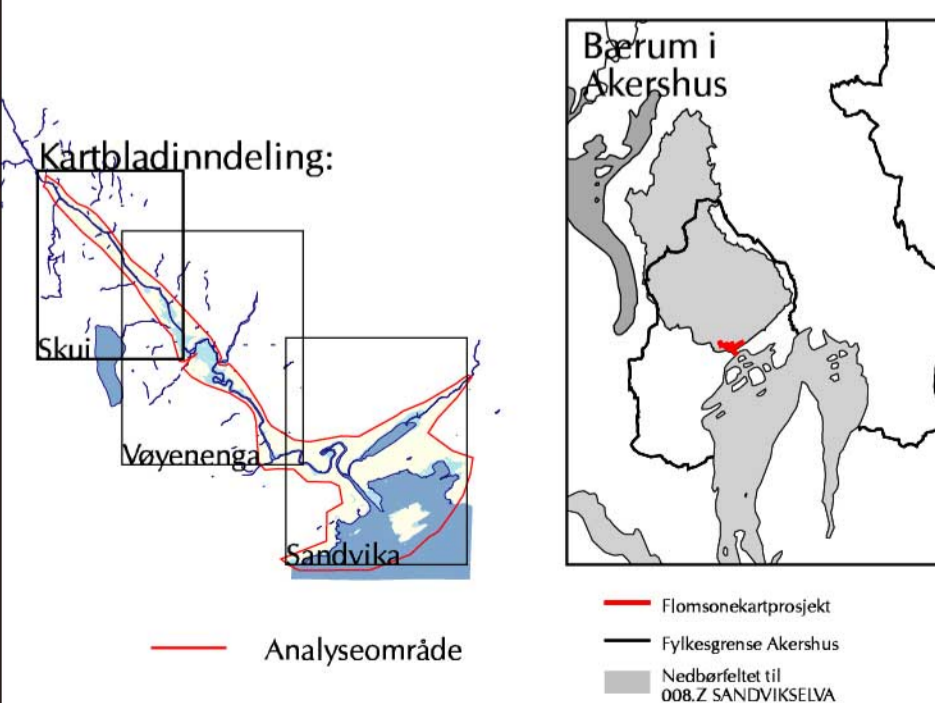 Kartbladinndeling:
Skui
Vøyenenga
Sandvika
Analyseområde
Bærum i
Akershus
Flomsonekartprosjekt
Fylkesgrense Akershus
Nedbørfeltet til
008.Z SANDVIKSELVA